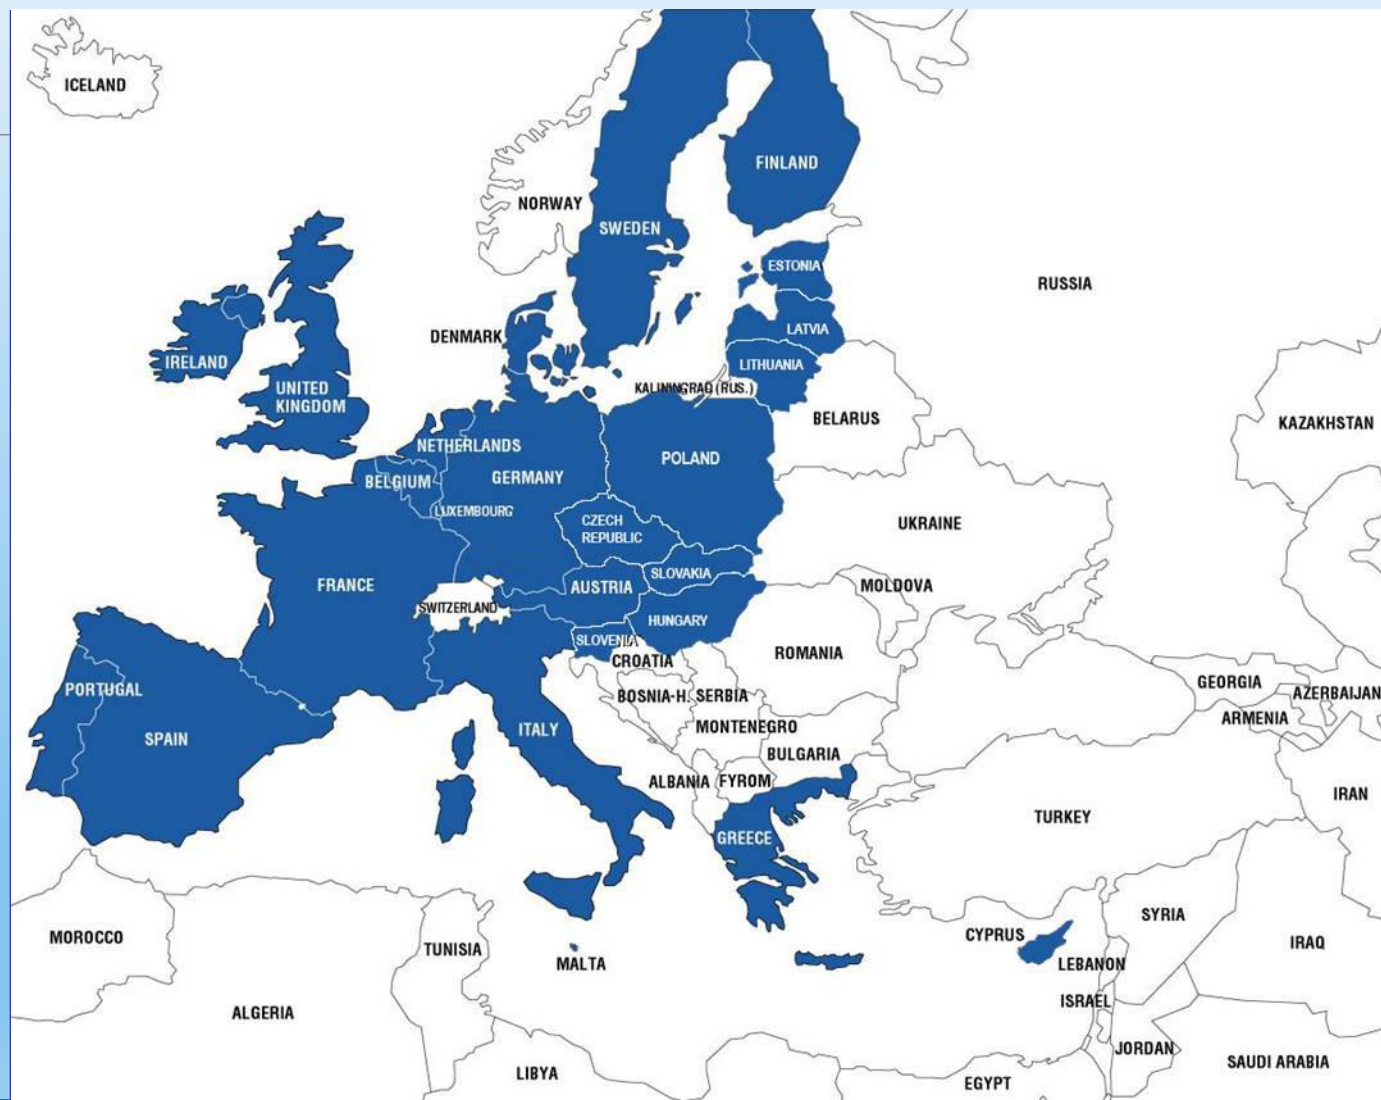 ICELAND
FINLAND
NORWAY
SWEDEN
ESTONIA
RUSSIA
LATVIA
DENMARK
IRELAND
LITHUANIA
UNITED
KINGDOM
KALININGRAD (RUS.)
BELARUS
KAZAKHSTAN
NETHERLANDS
POLAND
BELGIUM
GERMANY
LUXEMBOURG
CZECH
REPUBLIC
UKRAINE
SLOVAKIA
FRANCE
AUSTRIA
MOLDOVA
SWITZERLAND
HUNGARY
SLOVENIA
CROATIA
ROMANIA
PORTUGAL
BOSNIA-H.
SERBIA
GEORGIA
AZERBAIJAN
ARMENIA
SPAIN
ITALY
MONTENEGRO
BULGARIA
ALBANIA
FYROM
IRAN
TURKEY
GREECE
SYRIA
MOROCCO
TUNISIA
CYPRUS
IRAQ
MALTA
LEBANON
ISRAEL
ALGERIA
JORDAN
SAUDI ARABIA
LIBYA
EGYPT